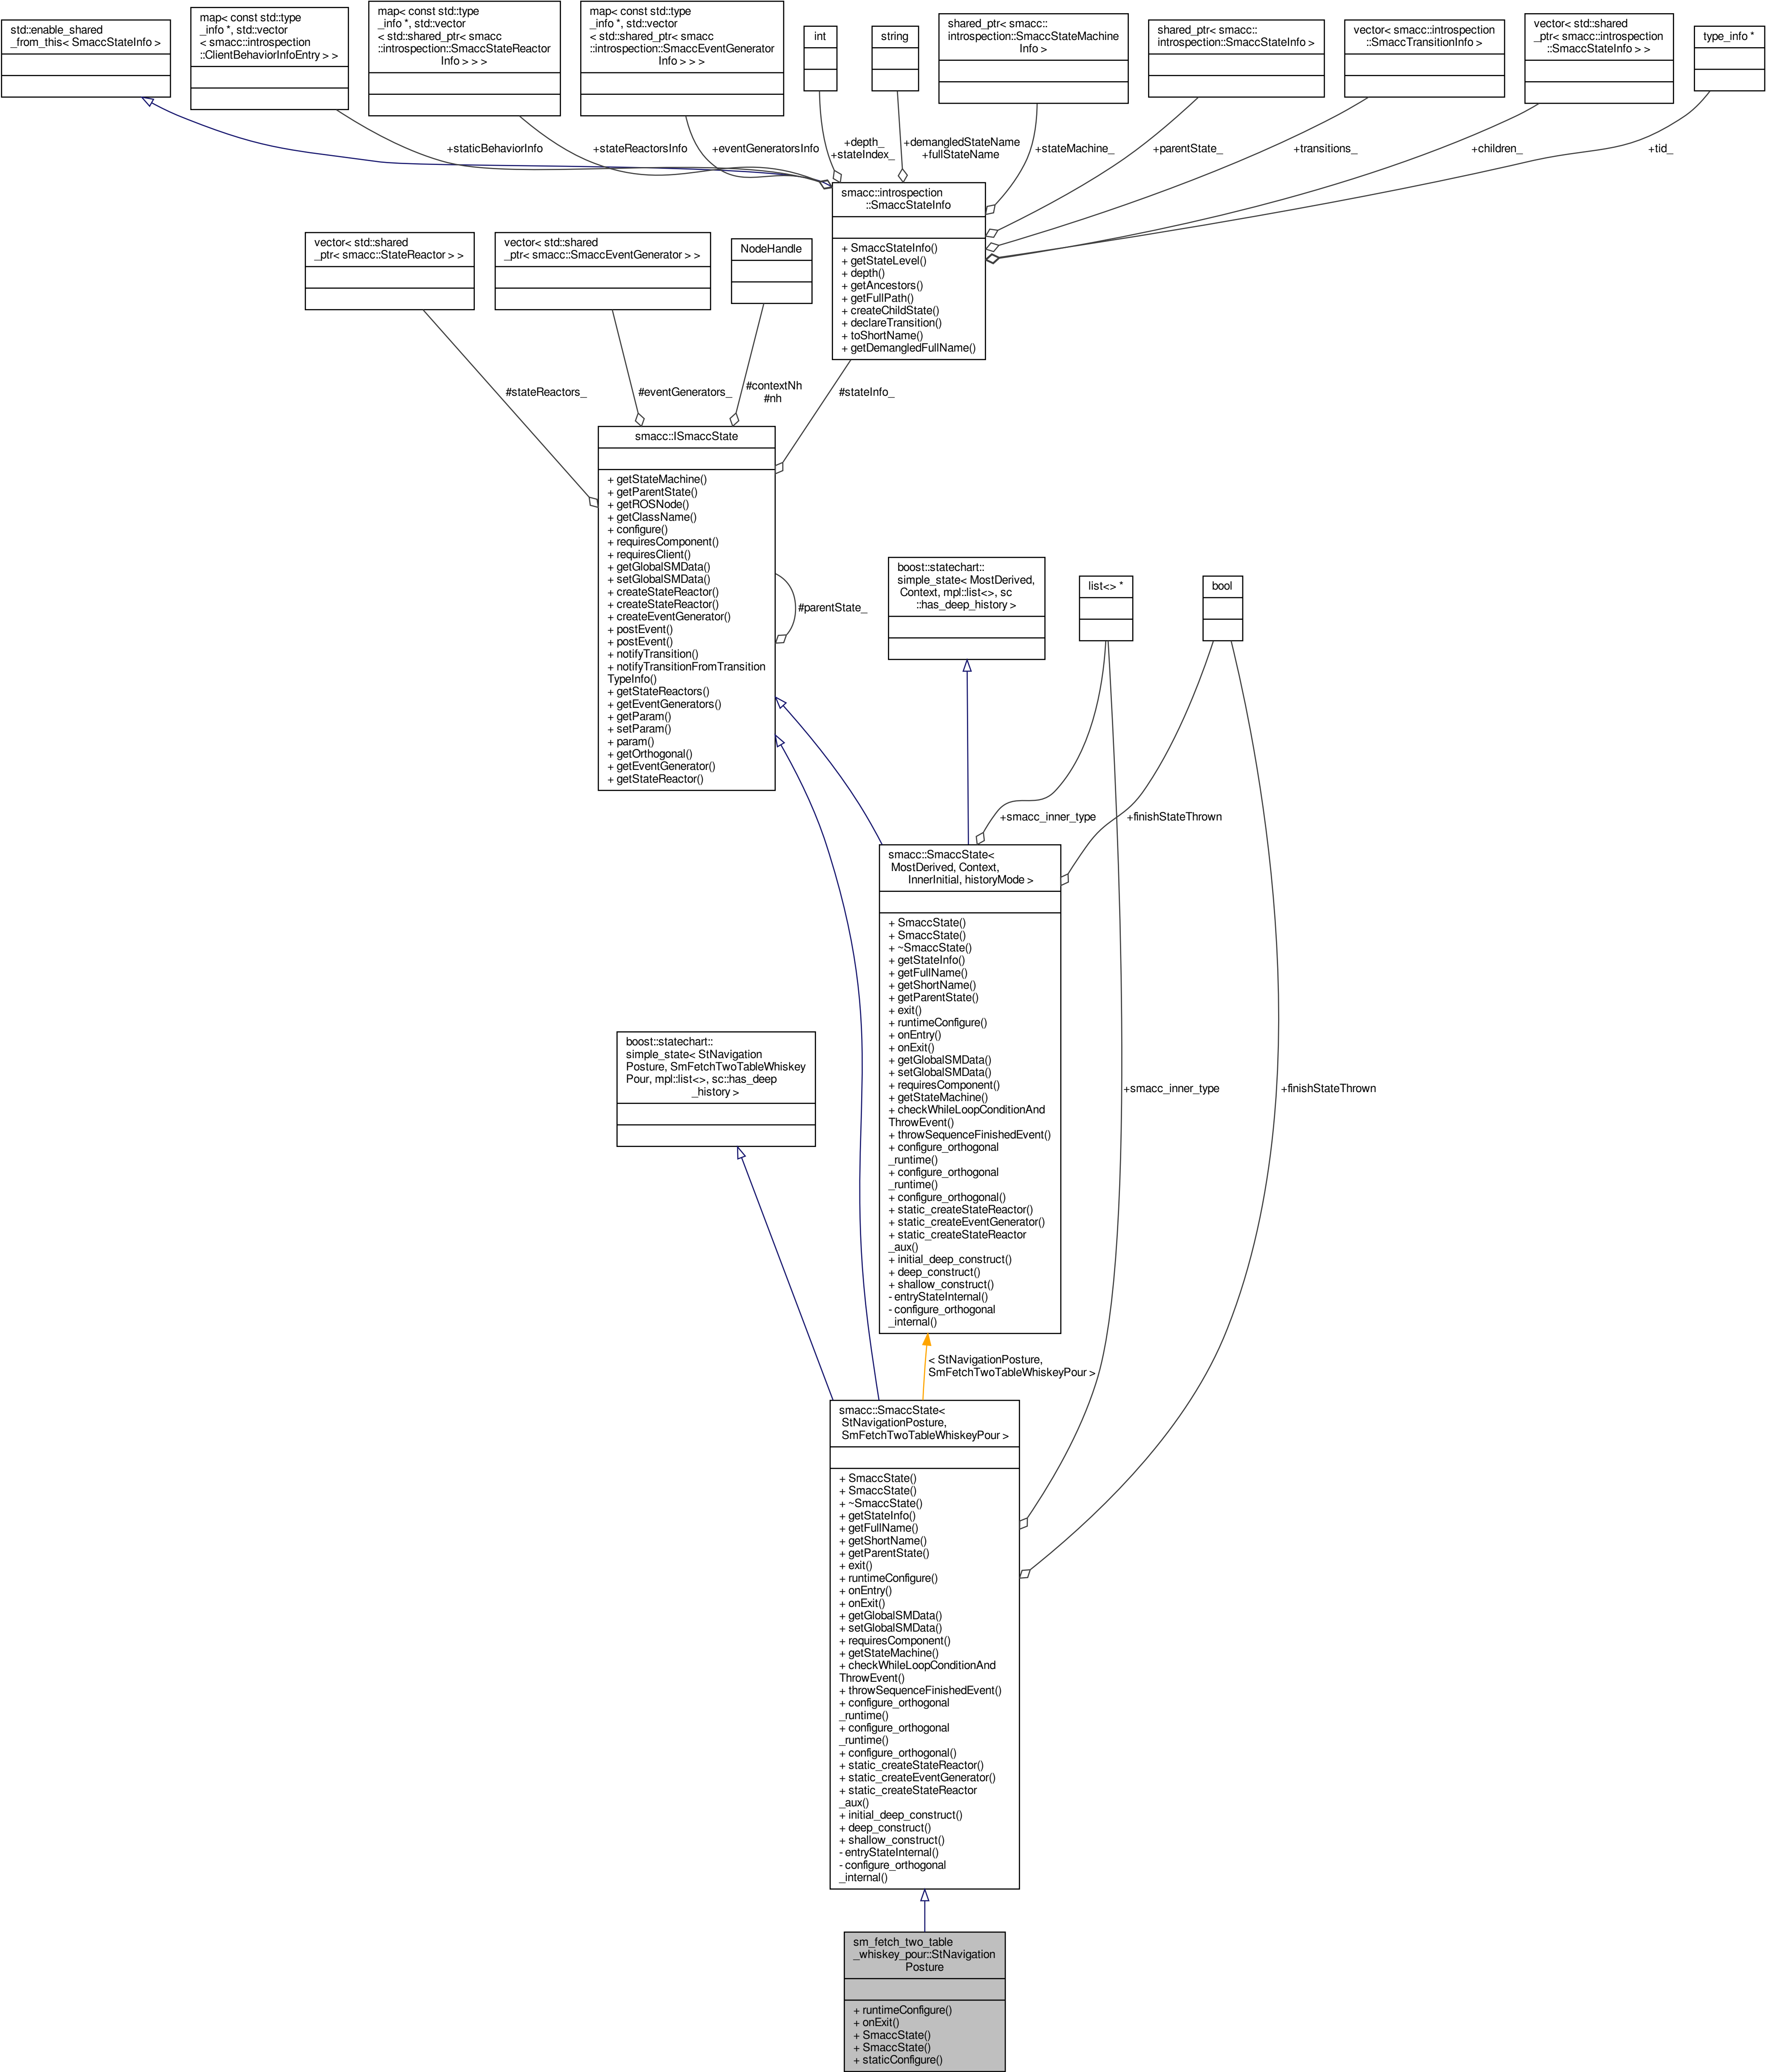 std::enable_shared
_from_this< SmaccStateInfo >
map< const std::type
_info *, std::vector
< smacc::introspection
::ClientBehaviorInfoEntry > >
map< const std::type
_info *, std::vector
< std::shared_ptr< smacc
::introspection::SmaccStateReactor
Info > > >
map< const std::type
_info *, std::vector
< std::shared_ptr< smacc
::introspection::SmaccEventGenerator
Info > > >
int
string
shared_ptr< smacc::
introspection::SmaccStateMachine
Info >
shared_ptr< smacc::
introspection::SmaccStateInfo >
vector< smacc::introspection
::SmaccTransitionInfo >
vector< std::shared
_ptr< smacc::introspection
::SmaccStateInfo > >
type_info *
+staticBehaviorInfo
+stateReactorsInfo
+eventGeneratorsInfo
+depth_
+stateIndex_
+demangledStateName
+fullStateName
+stateMachine_
+parentState_
+transitions_
+children_
+tid_
smacc::introspection
::SmaccStateInfo
+ SmaccStateInfo()
+ getStateLevel()
+ depth()
+ getAncestors()
+ getFullPath()
+ createChildState()
+ declareTransition()
+ toShortName()
+ getDemangledFullName()
vector< std::shared
_ptr< smacc::StateReactor > >
vector< std::shared
_ptr< smacc::SmaccEventGenerator > >
NodeHandle
#stateReactors_
#eventGenerators_
#contextNh
#nh
#stateInfo_
smacc::ISmaccState
+ getStateMachine()
+ getParentState()
+ getROSNode()
+ getClassName()
+ configure()
+ requiresComponent()
+ requiresClient()
+ getGlobalSMData()
+ setGlobalSMData()
+ createStateReactor()
+ createStateReactor()
+ createEventGenerator()
+ postEvent()
+ postEvent()
+ notifyTransition()
+ notifyTransitionFromTransition
TypeInfo()
+ getStateReactors()
+ getEventGenerators()
+ getParam()
+ setParam()
+ param()
+ getOrthogonal()
+ getEventGenerator()
+ getStateReactor()
#parentState_
boost::statechart::
simple_state< MostDerived,
Context, mpl::list<>, sc
::has_deep_history >
list<> *
bool
+smacc_inner_type
+finishStateThrown
smacc::SmaccState<
MostDerived, Context,
InnerInitial, historyMode >
+ SmaccState()
+ SmaccState()
+ ~SmaccState()
+ getStateInfo()
+ getFullName()
+ getShortName()
+ getParentState()
+ exit()
+ runtimeConfigure()
+ onEntry()
+ onExit()
+ getGlobalSMData()
+ setGlobalSMData()
+ requiresComponent()
+ getStateMachine()
+ checkWhileLoopConditionAnd
ThrowEvent()
+ throwSequenceFinishedEvent()
+ configure_orthogonal
_runtime()
+ configure_orthogonal
_runtime()
+ configure_orthogonal()
+ static_createStateReactor()
+ static_createEventGenerator()
+ static_createStateReactor
_aux()
+ initial_deep_construct()
+ deep_construct()
+ shallow_construct()
- entryStateInternal()
- configure_orthogonal
_internal()
boost::statechart::
simple_state< StNavigation
Posture, SmFetchTwoTableWhiskey
Pour, mpl::list<>, sc::has_deep
_history >
+smacc_inner_type
+finishStateThrown
< StNavigationPosture,
SmFetchTwoTableWhiskeyPour >
smacc::SmaccState<
StNavigationPosture,
SmFetchTwoTableWhiskeyPour >
+ SmaccState()
+ SmaccState()
+ ~SmaccState()
+ getStateInfo()
+ getFullName()
+ getShortName()
+ getParentState()
+ exit()
+ runtimeConfigure()
+ onEntry()
+ onExit()
+ getGlobalSMData()
+ setGlobalSMData()
+ requiresComponent()
+ getStateMachine()
+ checkWhileLoopConditionAnd
ThrowEvent()
+ throwSequenceFinishedEvent()
+ configure_orthogonal
_runtime()
+ configure_orthogonal
_runtime()
+ configure_orthogonal()
+ static_createStateReactor()
+ static_createEventGenerator()
+ static_createStateReactor
_aux()
+ initial_deep_construct()
+ deep_construct()
+ shallow_construct()
- entryStateInternal()
- configure_orthogonal
_internal()
sm_fetch_two_table
_whiskey_pour::StNavigation
Posture
+ runtimeConfigure()
+ onExit()
+ SmaccState()
+ SmaccState()
+ staticConfigure()